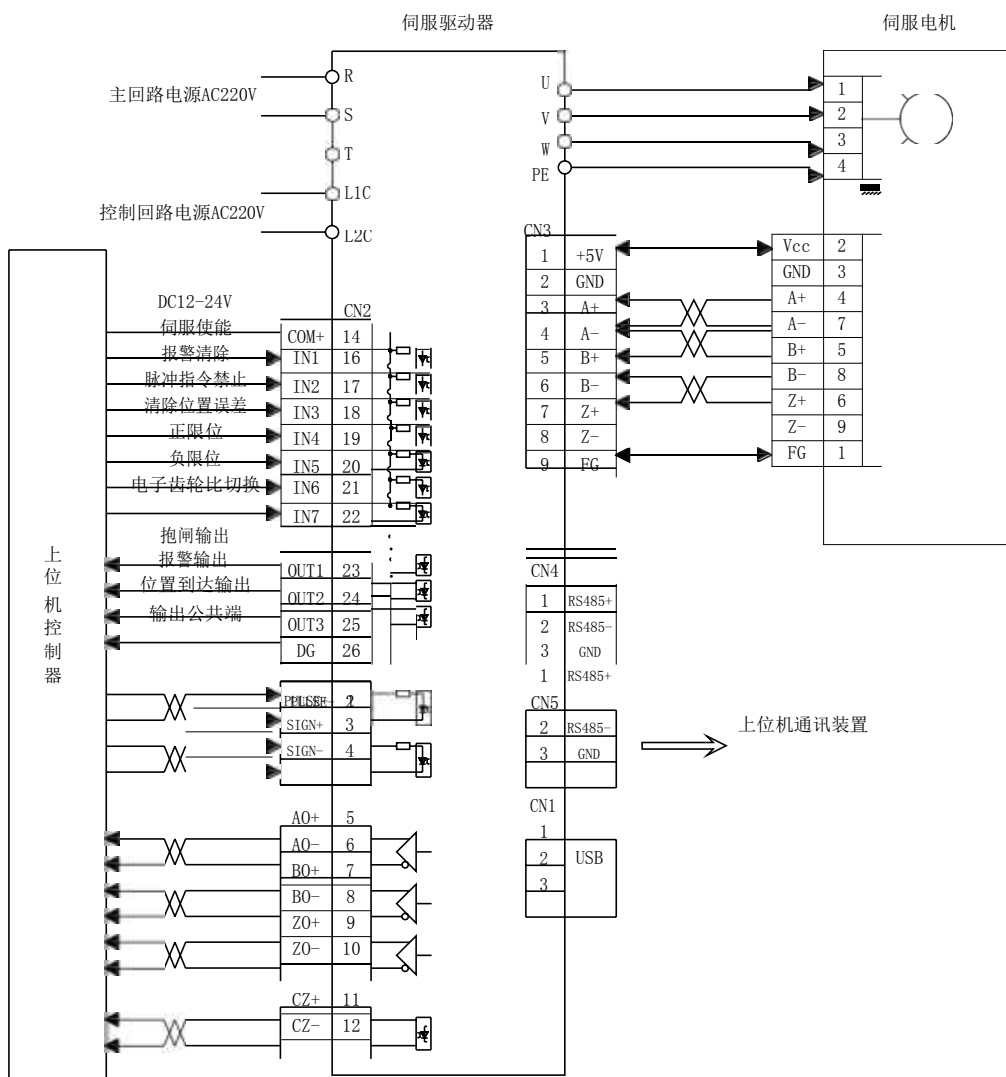 伺服驱动器
伺服电机
R
主回路电源AC220V
S
T
L1C
控制回路电源AC220V
L2C
U
V
W
PE
1
2
3
4
CN3
1 +5V
2 GND
3 A+
4 A-
5 B+
6 B-
7 Z+
8 Z-
9 FG
Vcc 2
GND 3
A+ 4
A- 7
B+ 5
B- 8
Z+ 6
Z- 9
FG 1
DC12-24V
CN2
伺服使能
COM+ 14
报警清除
IN1 16
脉冲指令禁止
IN2 17
清除位置误差
IN3 18
正限位
IN4 19
负限位
IN5 20
电子齿轮比切换
IN6 21
IN7 22
抱闸输出
报警输出
OUT1 23
位置到达输出
OUT2 24
输出公共端
OUT3 25
DG 26
上位机控制器
SIGN+ 3
SIGN- 4
AO+ 5
AO- 6
BO+ 7
BO- 8
ZO+ 9
ZO- 10
CZ+ 11
CZ- 12
CN4
1 RS485+
2 RS485-
3 GND
1 RS485+
CN5
2 RS485-
3 GND
上位机通讯装置
CN1
1
2 USB
3